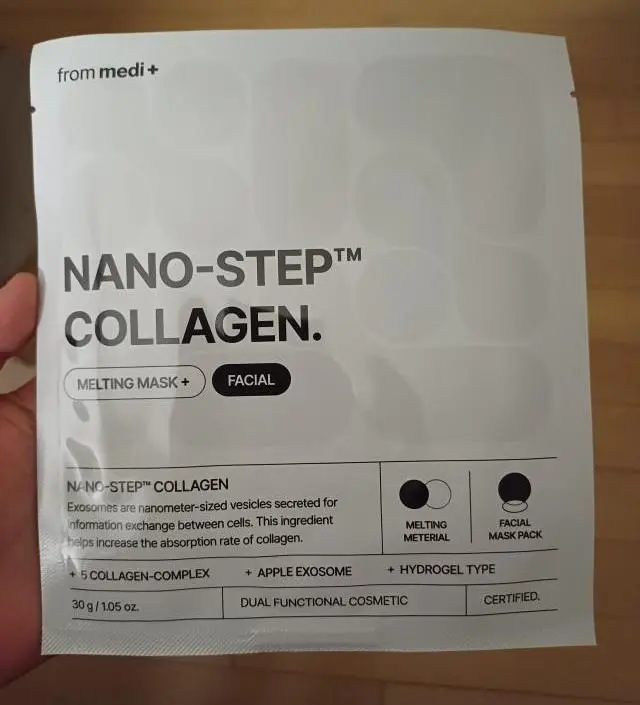 from medi+
NANO-STEP™
COLLAGEN.
MELTING MASK +
FACIAL
NANO-STEP™ COLLAGEN
Exosomes are nanometer-sized vesicles secreted for
information exchange between cells. This ingredient
helps increase the absorption rate of collagen.
MELTING
METERIAL
FACIAL
MASK PACK
+ 5 COLLAGEN-COMPLEX
+ APPLE EXOSOME
+ HYDROGEL TYPE
30 g / 1.05 oz.
DUAL FUNCTIONAL COSMETIC
CERTIFIED.